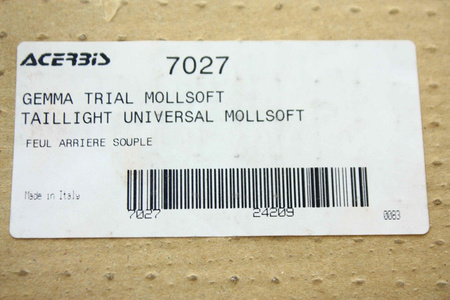 ACERBIS 7027
GEMMA TRIAL MOLLSOFT
TAILLIGHT UNIVERSAL MOLLSOFT
FEUL ARRIERE SOUPLE
Made in Italy
7027 24209 0083